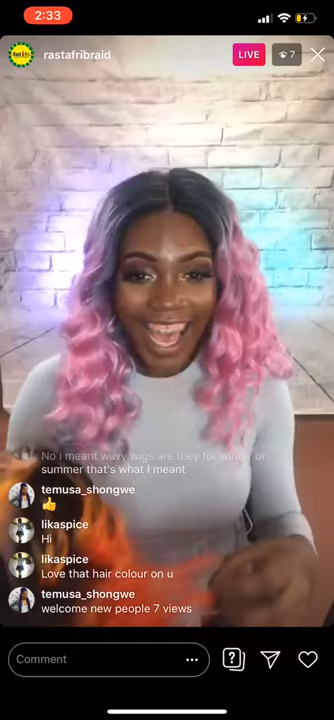 2:33
rastafribraid
LIVE
7
No I meant wavy wigs are they for winter or
summer that's what I meant
temusa_shongwe
👍
likaspice
Hi
likaspice
Love that hair colour on u
temusa_shongwe
welcome new people 7 views
Comment